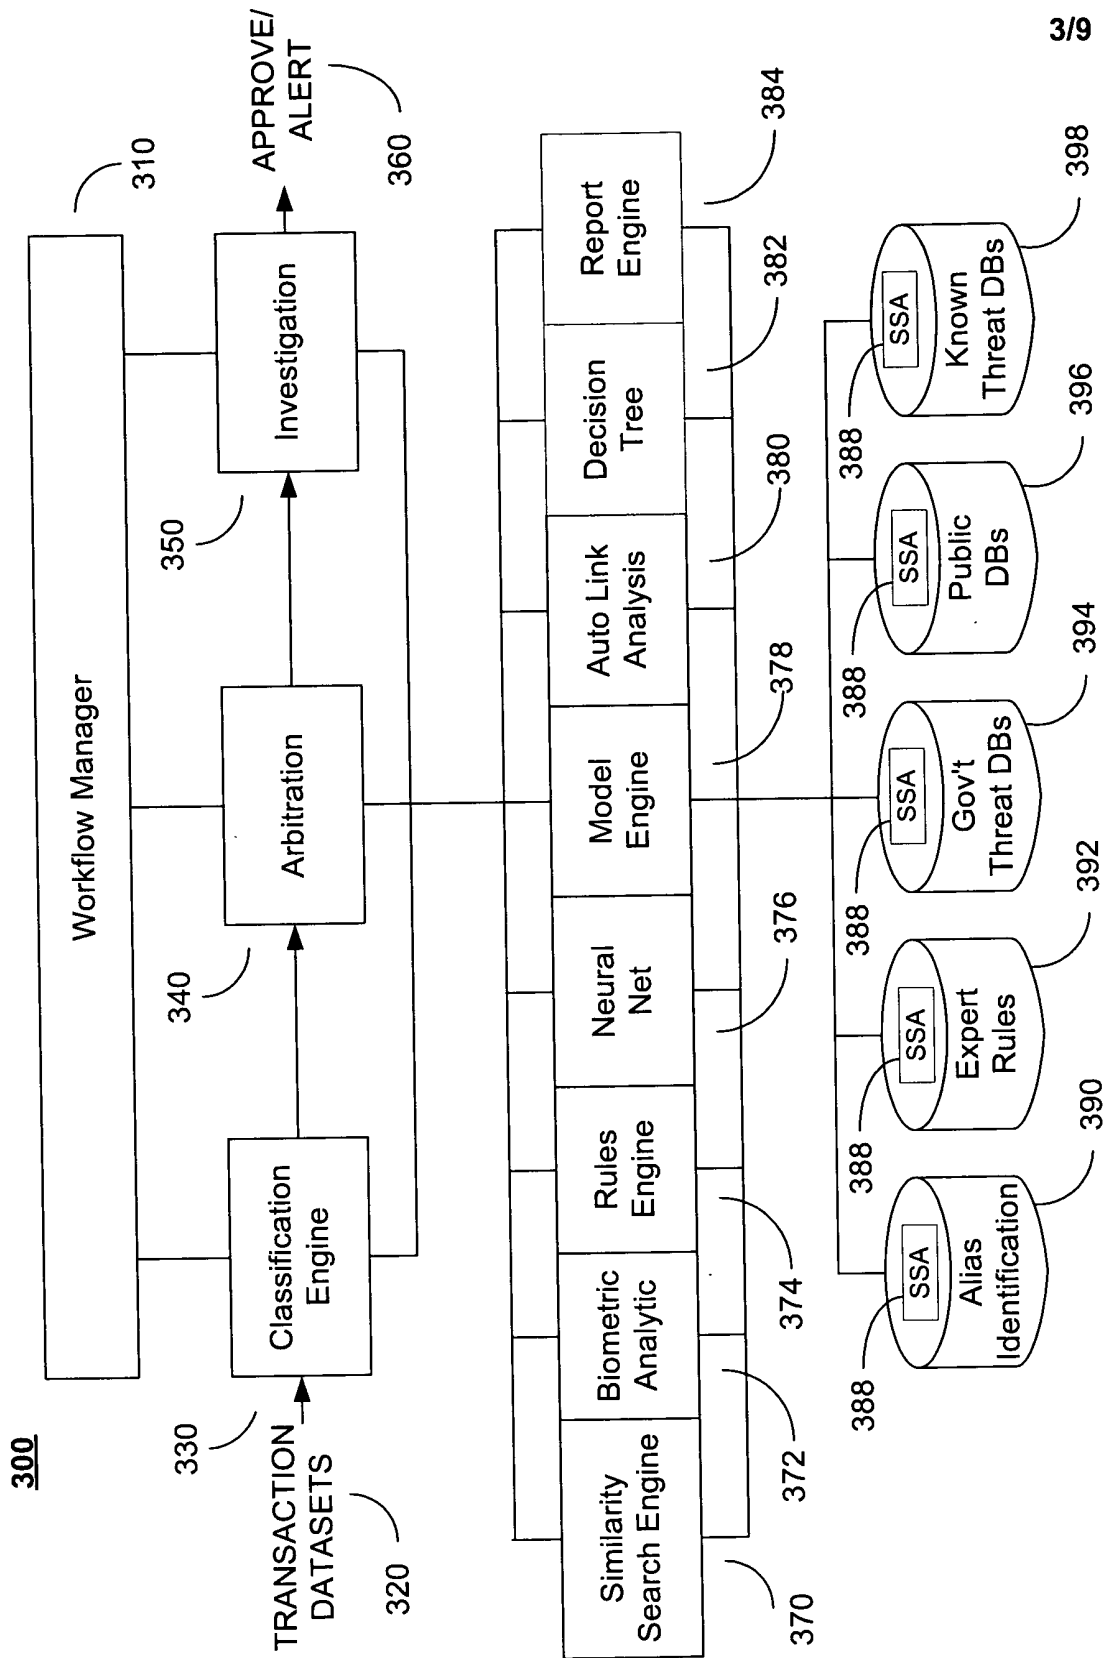 3/9
300
Workflow Manager
310
TRANSACTION
DATASETS
320
330
Classification
Engine
340
Arbitration
350
Investigation
APPROVE/
ALERT
360
Similarity
Search Engine
Biometric
Analytic
Rules
Engine
Neural
Net
Model
Engine
Auto Link
Analysis
Decision
Tree
Report
Engine
370
372
374
376
378
380
382
384
388
SSA
Alias
Identification
390
388
SSA
Expert
Rules
392
388
SSA
Gov't
Threat DBs
394
388
SSA
Public
DBs
396
388
SSA
Known
Threat DBs
398